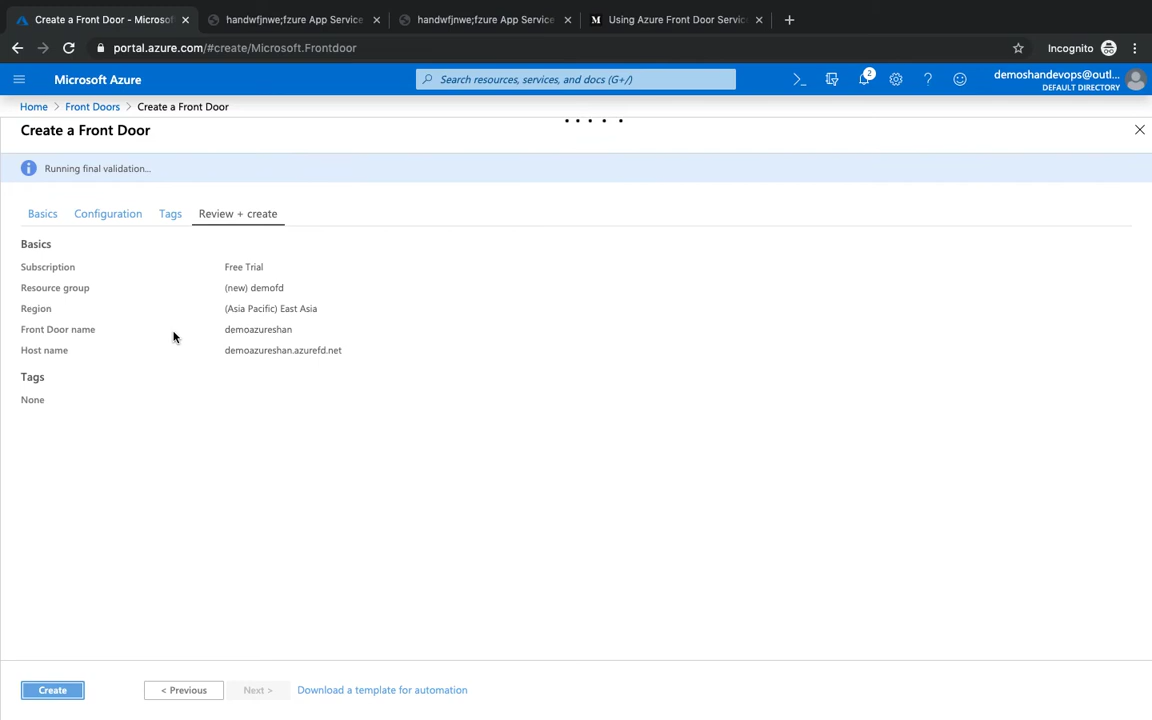 Create a Front Door - Microsof
handwfjnwe;fzure App Service
handwfjnwe;fzure App Service
M Using Azure Front Door Servic
portal.azure.com/#create/Microsoft.Frontdoor
Incognito
Microsoft Azure
Search resources, services, and docs (G+/)
2
demoshandevops@outl...
DEFAULT DIRECTORY
Home > Front Doors > Create a Front Door
Create a Front Door
Running final validation...
Basics Configuration Tags Review + create
Basics
Subscription Free Trial
Resource group (new) demofd
Region (Asia Pacific) East Asia
Front Door name demoazureshan
Host name demoazureshan.azurefd.net
Tags
None
Create < Previous Next > Download a template for automation